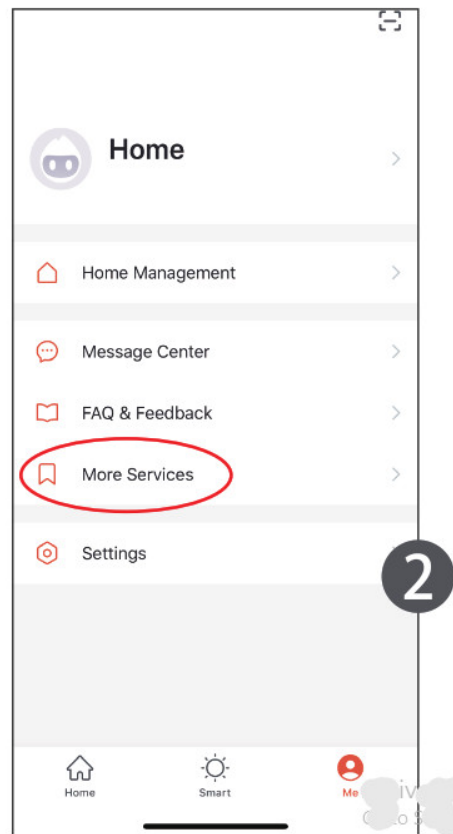 Home
Home Management
Message Center
FAQ & Feedback
More Services
Settings
2
Home
Smart
Me